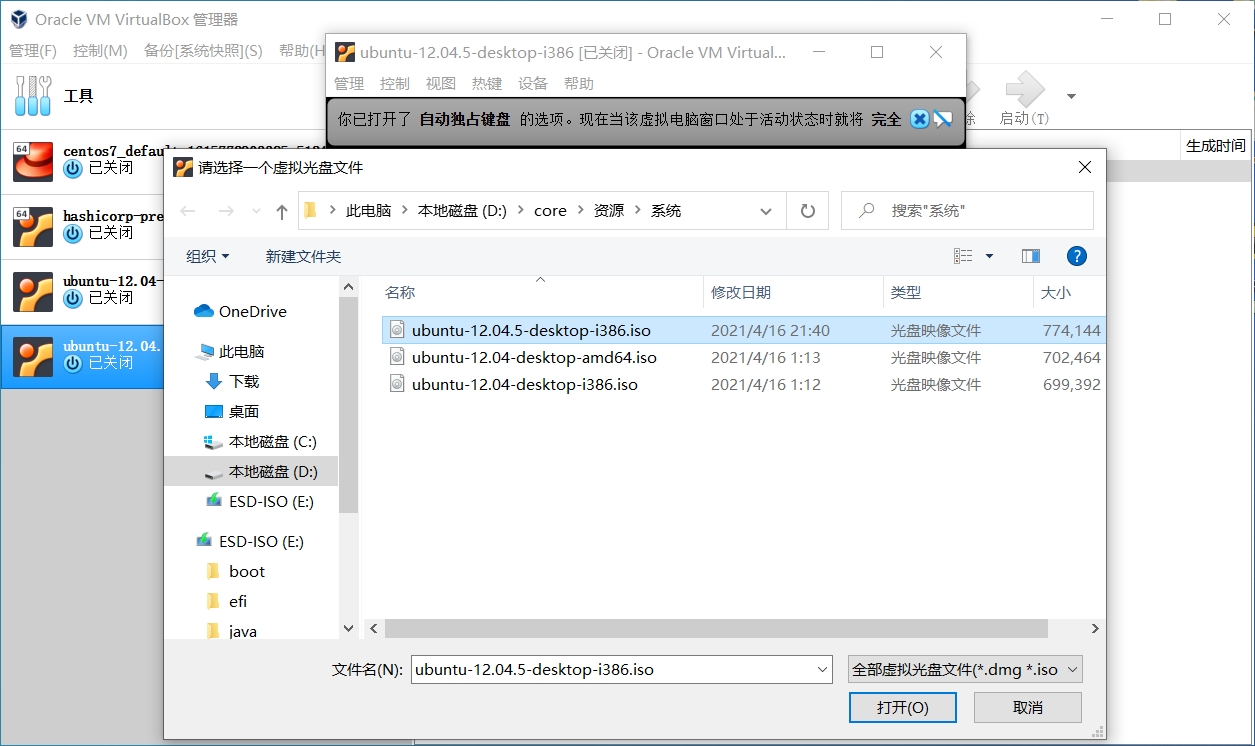 Oracle VM VirtualBox 管理器
管理(F) 控制(M) 备份[系统快照](S) 帮助(H
工具
启动(T)
生成时间
64
centos7_default_
已关闭
64
hashicorp-pre
已关闭
ubuntu-12.04-
已关闭
ubuntu-12.04.
已关闭
ubuntu-12.04.5-desktop-i386 [已关闭] - Oracle VM Virtual...
管理 控制 视图 热键 设备 帮助
你已打开了 自动独占键盘 的选项。现在当该虚拟电脑窗口处于活动状态时就将 完全
请选择一个虚拟光盘文件
此电脑 > 本地磁盘 (D:) > core > 资源 > 系统
搜索"系统"
组织 新建文件夹
OneDrive
此电脑
下载
桌面
本地磁盘 (C:)
本地磁盘 (D:)
ESD-ISO (E:)
ESD-ISO (E:)
boot
efi
java
名称 修改日期 类型 大小
ubuntu-12.04.5-desktop-i386.iso 2021/4/16 21:40 光盘映像文件 774,144
ubuntu-12.04-desktop-amd64.iso 2021/4/16 1:13 光盘映像文件 702,464
ubuntu-12.04-desktop-i386.iso 2021/4/16 1:12 光盘映像文件 699,392
文件名(N): ubuntu-12.04.5-desktop-i386.iso 全部虚拟光盘文件(*.dmg *.iso
打开(O) 取消